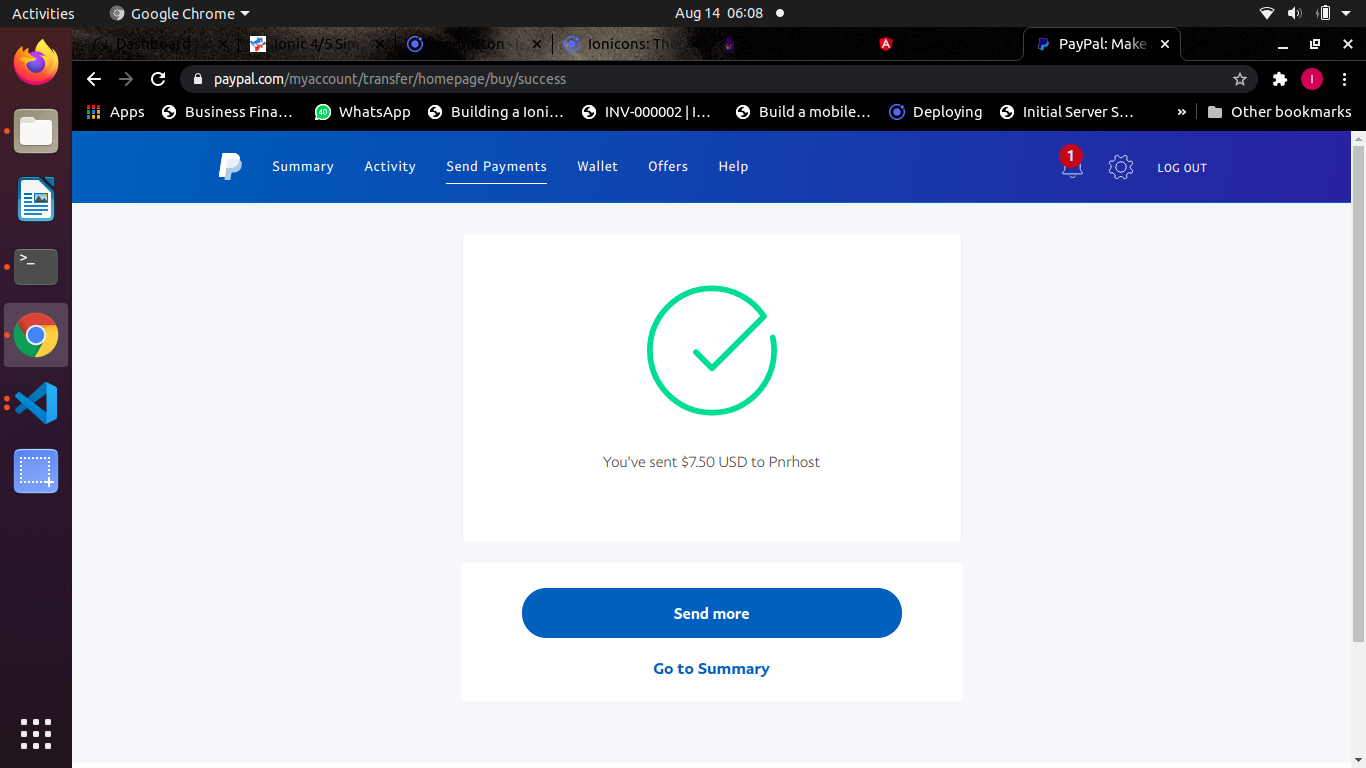 Activities Google Chrome Aug 14 06:08
Dashboard Ionic 4/5 Sim Ionicons: Th PayPal: Make
paypal.com/myaccount/transfer/homepage/buy/success I
Apps Business Fina… 40 WhatsApp Building a Ioni… INV-000002 | I… Build a mobile… Deploying Initial Server S… » Other bookmarks
Summary Activity Send Payments Wallet Offers Help 1 LOG OUT
>_
You've sent $7.50 USD to Pnrhost
Send more
Go to Summary